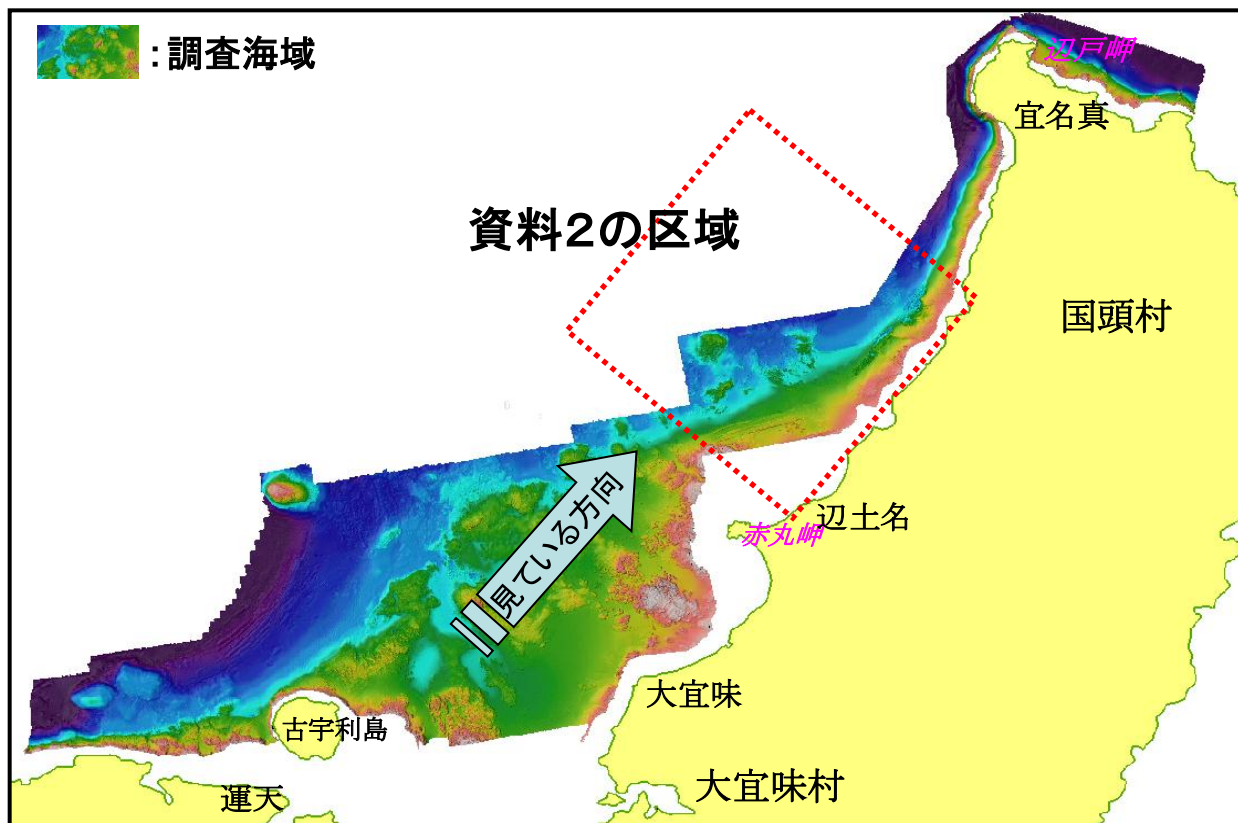 :調査海域
辺戸岬
宜名真
資料2の区域
国頭村
見ている方向
辺土名
赤丸岬
大宜味
古宇利島
大宜味村
運天